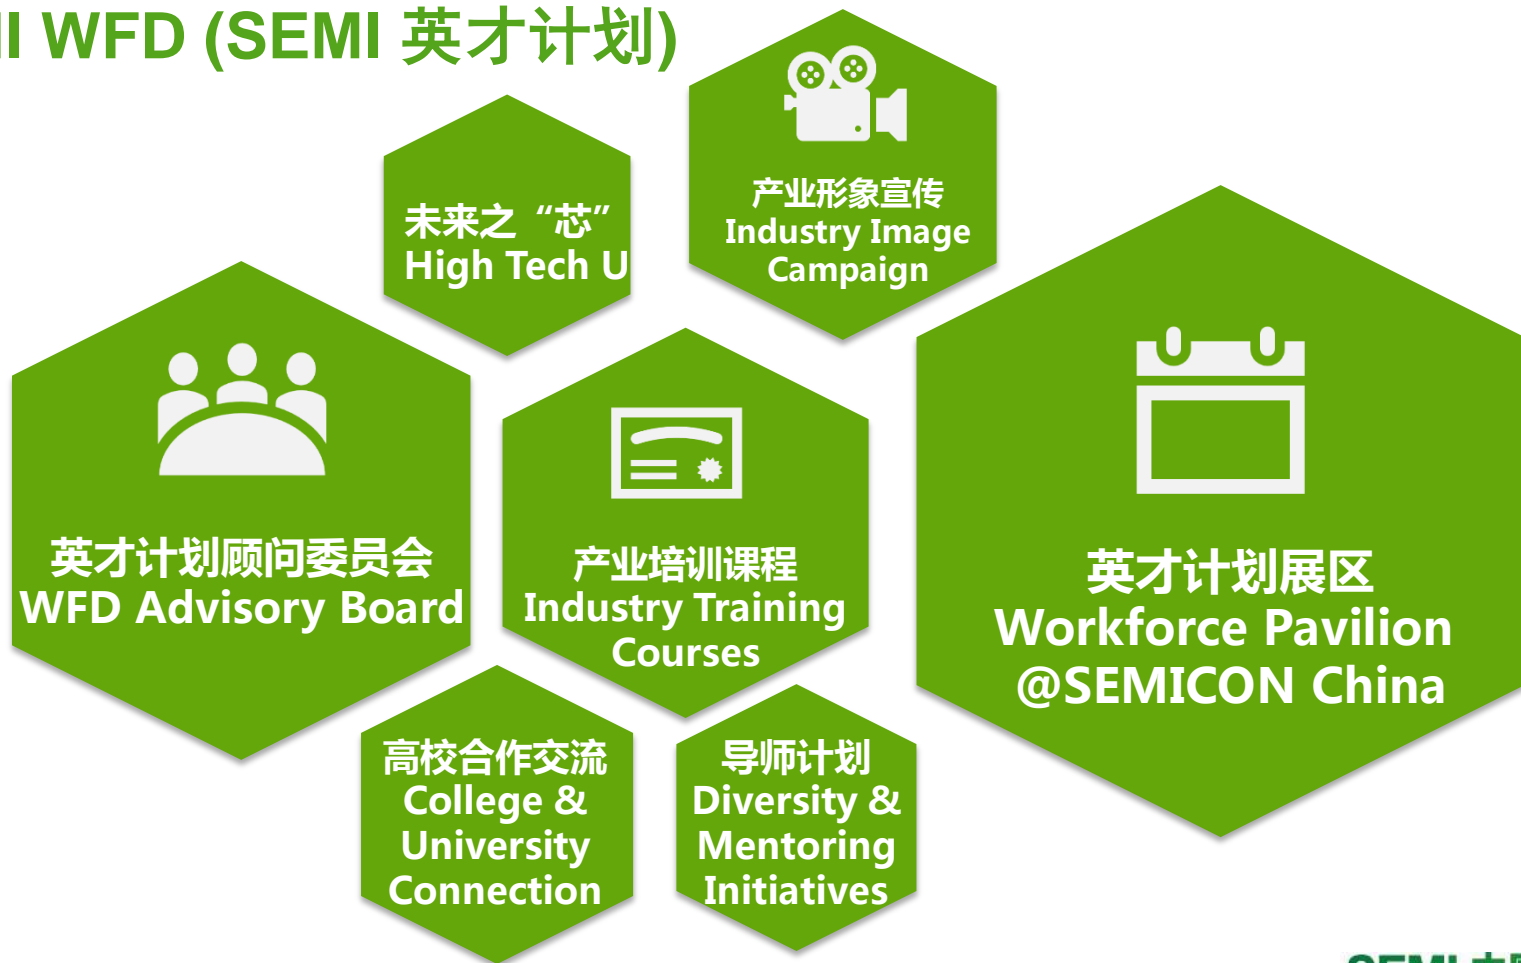 WFD (SEMI 英才计划)
产业形象宣传
Industry Image
Campaign
未来之“芯”
High Tech U
英才计划顾问委员会
WFD Advisory Board
产业培训课程
Industry Training
Courses
英才计划展区
Workforce Pavilion
@SEMICON China
高校合作交流
College &
University
Connection
导师计划
Diversity &
Mentoring
Initiatives